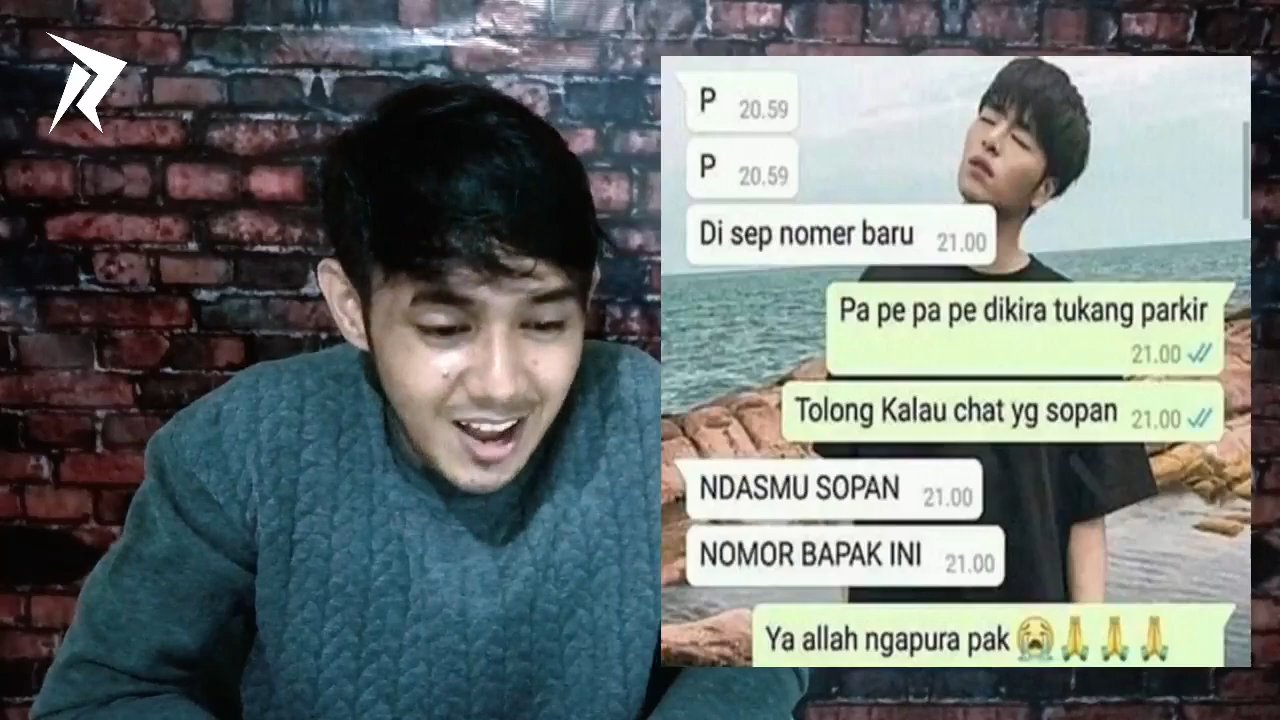 P 20.59
P 20.59
Di sep nomer baru 21.00
Pa pe pa pe dikira tukang parkir
21.00
Tolong Kalau chat yg sopan 21.00
NDASMU SOPAN 21.00
NOMOR BAPAK INI 21.00
Ya allah ngapura pak 😭🙏🙏🙏